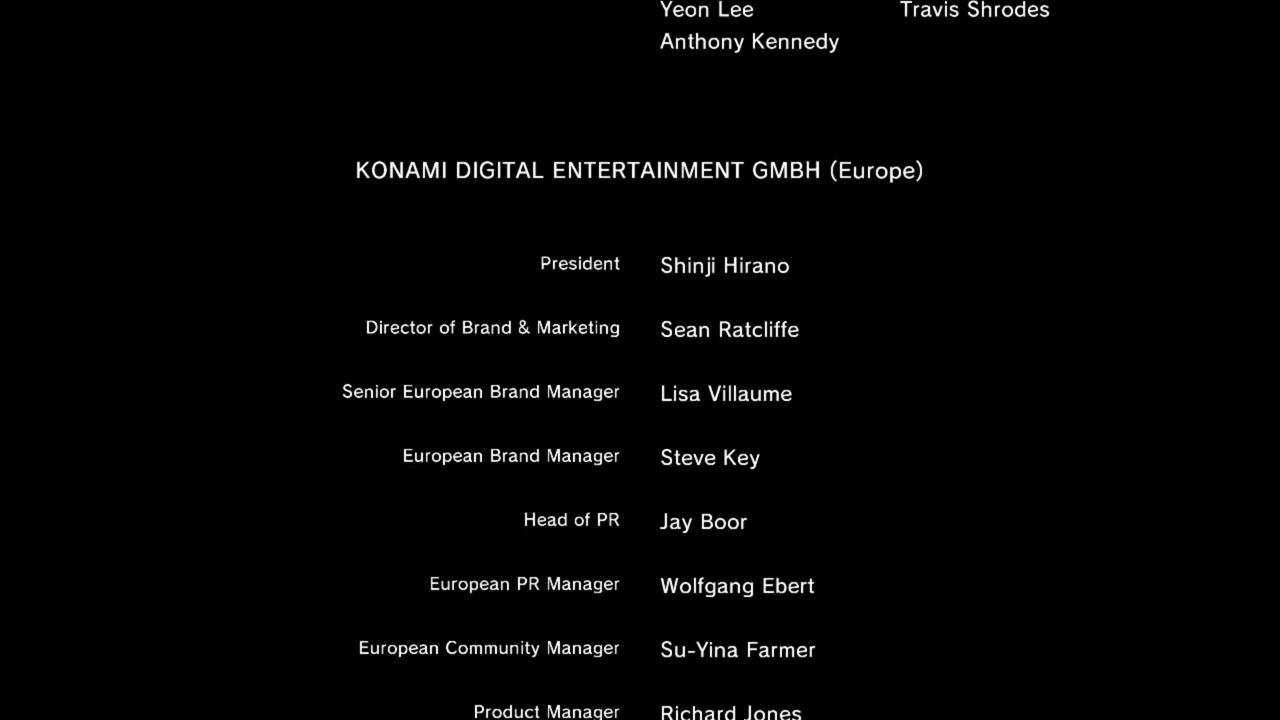 Yeon Lee Travis Shrodes
Anthony Kennedy
KONAMI DIGITAL ENTERTAINMENT GMBH (Europe)
President Shinji Hirano
Director of Brand & Marketing Sean Ratcliffe
Senior European Brand Manager Lisa Villaume
European Brand Manager Steve Key
Head of PR Jay Boor
European PR Manager Wolfgang Ebert
European Community Manager Su-Yina Farmer
Product Manager Richard Jones